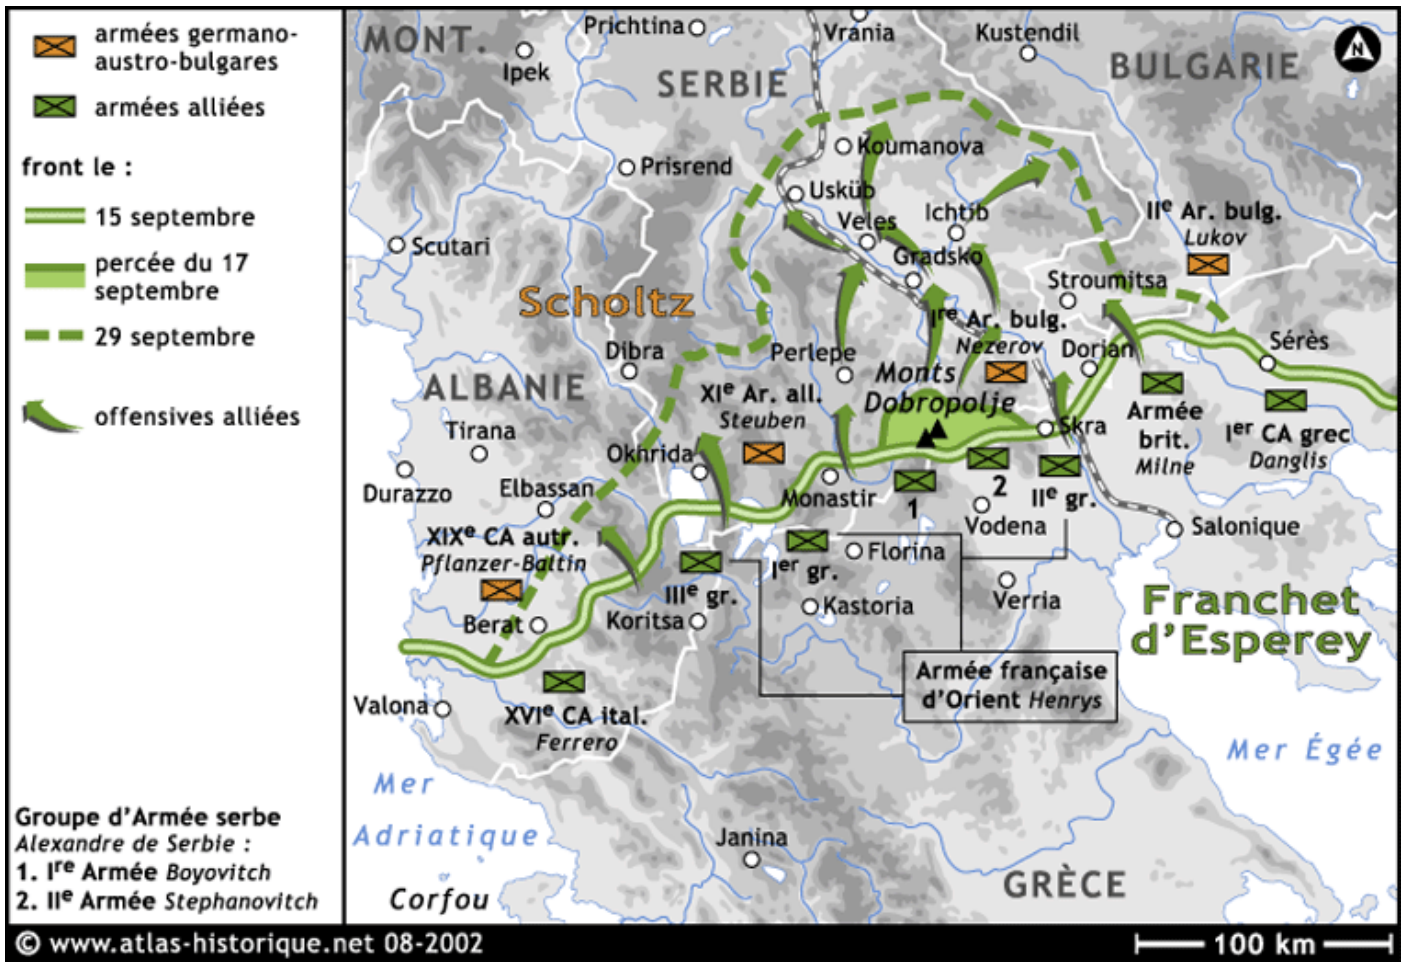 armées germano-
austro-bulgares
armées alliées
front le :
15 septembre
percée du 17
septembre
29 septembre
offensives alliées
Groupe d'Armée serbe
Alexandre de Serbie :
1. Ire Armée Boyovitch
2. IIe Armée Stephanovitch
MONT.
Ipek
Prichtina
SERBIE
Vrania
Kustendil
BULGARIE
N
Koumanova
Prisrend
Usküb
Veles
Ichtib
IIe Ar. bulg.
Lukov
Scutari
Gradsko
Stroumitsa
Scholtz
Ire Ar. bulg.
Nezerov
Dibra
Perlepe
Dorian
Sérès
Monts
Dobropolje
ALBANIE
XIe Ar. all.
Steuben
Armée
brit.
Milne
Ier CA grec
Danglis
Tirana
Okhrida
Skra
Durazzo
Elbassan
Monastir
1
2
IIe gr.
Vodena
Salonique
XIXe CA autr.
Pflanzer-Baltin
Ier gr.
Florina
IIIe gr.
Kastoria
Verria
Berat
Koritsa
Franchet
d'Esperey
Armée française
d'Orient Henrys
Valona
XVIe CA ital.
Ferrero
Mer Égée
Mer
Adriatique
Janina
Corfou
GRÈCE
© www.atlas-historique.net 08-2002
100 km